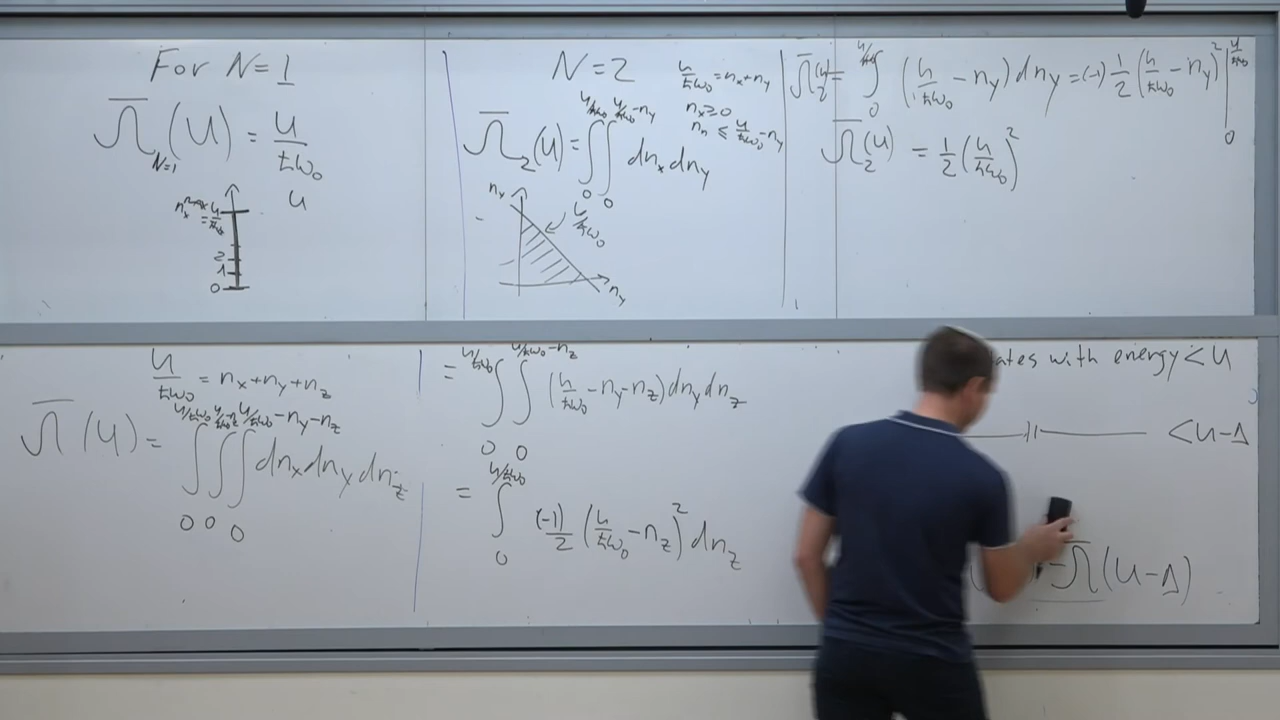 For N=1
Ω̅_{N=1}(U) = U/ħω₀
U
n_x^{max} = U/ħω₀
2
1
0
N=2
U/ħω₀ = n_x+n_y
n_x ≥ 0
n_n ≤ U/ħω₀ - n_y
Ω̅₂(U) = ∫₀^{U/ħω₀} ∫₀^{U/ħω₀-n_y} dn_x dn_y
n_x
U/ħω₀
n_y
Ω̅₂(U) = ∫₀^{U/ħω₀} (U/ħω₀ - n_y) dn_y = (-1) 1/2 (U/ħω₀ - n_y)² |₀^{U/ħω₀}
Ω̅₂(U) = 1/2 (U/ħω₀)²
U/ħω₀ = n_x+n_y+n_z
Ω̅(U) = ∫₀^{U/ħω₀} ∫₀^{U/ħω₀-n_z} ∫₀^{U/ħω₀-n_y-n_z} dn_x dn_y dn_z
= ∫₀^{U/ħω₀} ∫₀^{U/ħω₀-n_z} (U/ħω₀ - n_y - n_z) dn_y dn_z
= ∫₀^{U/ħω₀} (-1)/2 (U/ħω₀ - n_z)² dn_z
ates with energy < U
—||— < U-Δ
- Ω̅(U-Δ)